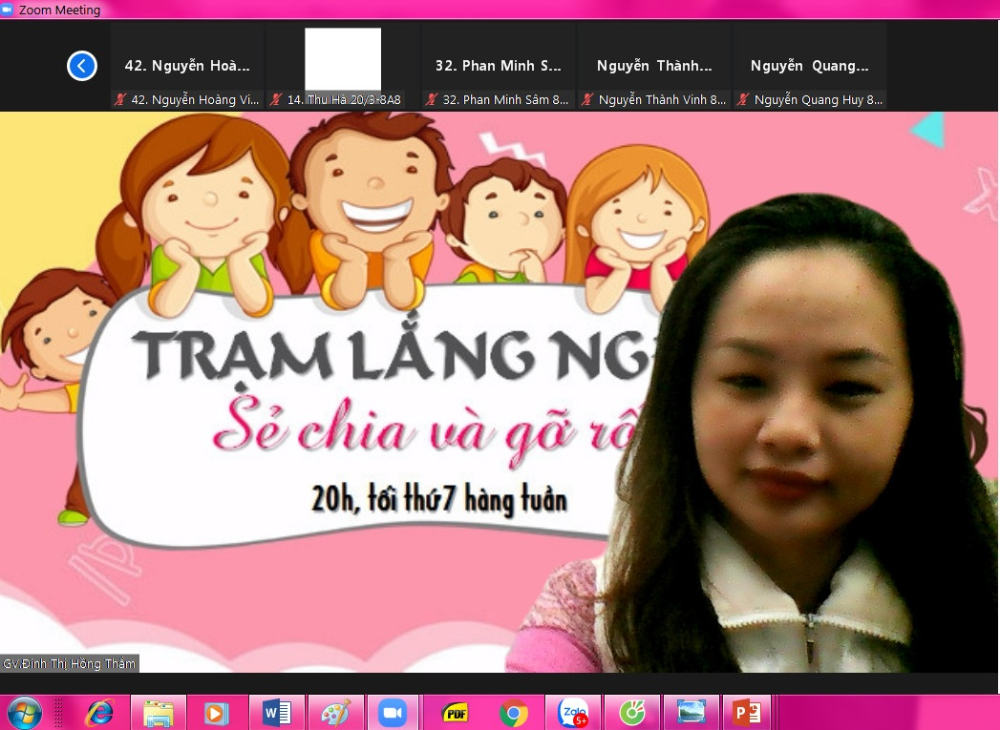 Zoom Meeting
42. Nguyễn Hoà...
32. Phan Minh S...
Nguyễn Thành...
Nguyễn Quang...
42. Nguyễn Hoàng Vi...
14. Thu Hà 20/3-8A8
32. Phan Minh Sâm 8...
Nguyễn Thành Vinh 8...
Nguyễn Quang Huy 8...
TRẠM LẮNG NG
Sẻ chia và gỡ rố
20h, tối thứ 7 hàng tuần
GV.Đinh Thị Hồng Thắm
PDF
Zalo
5+